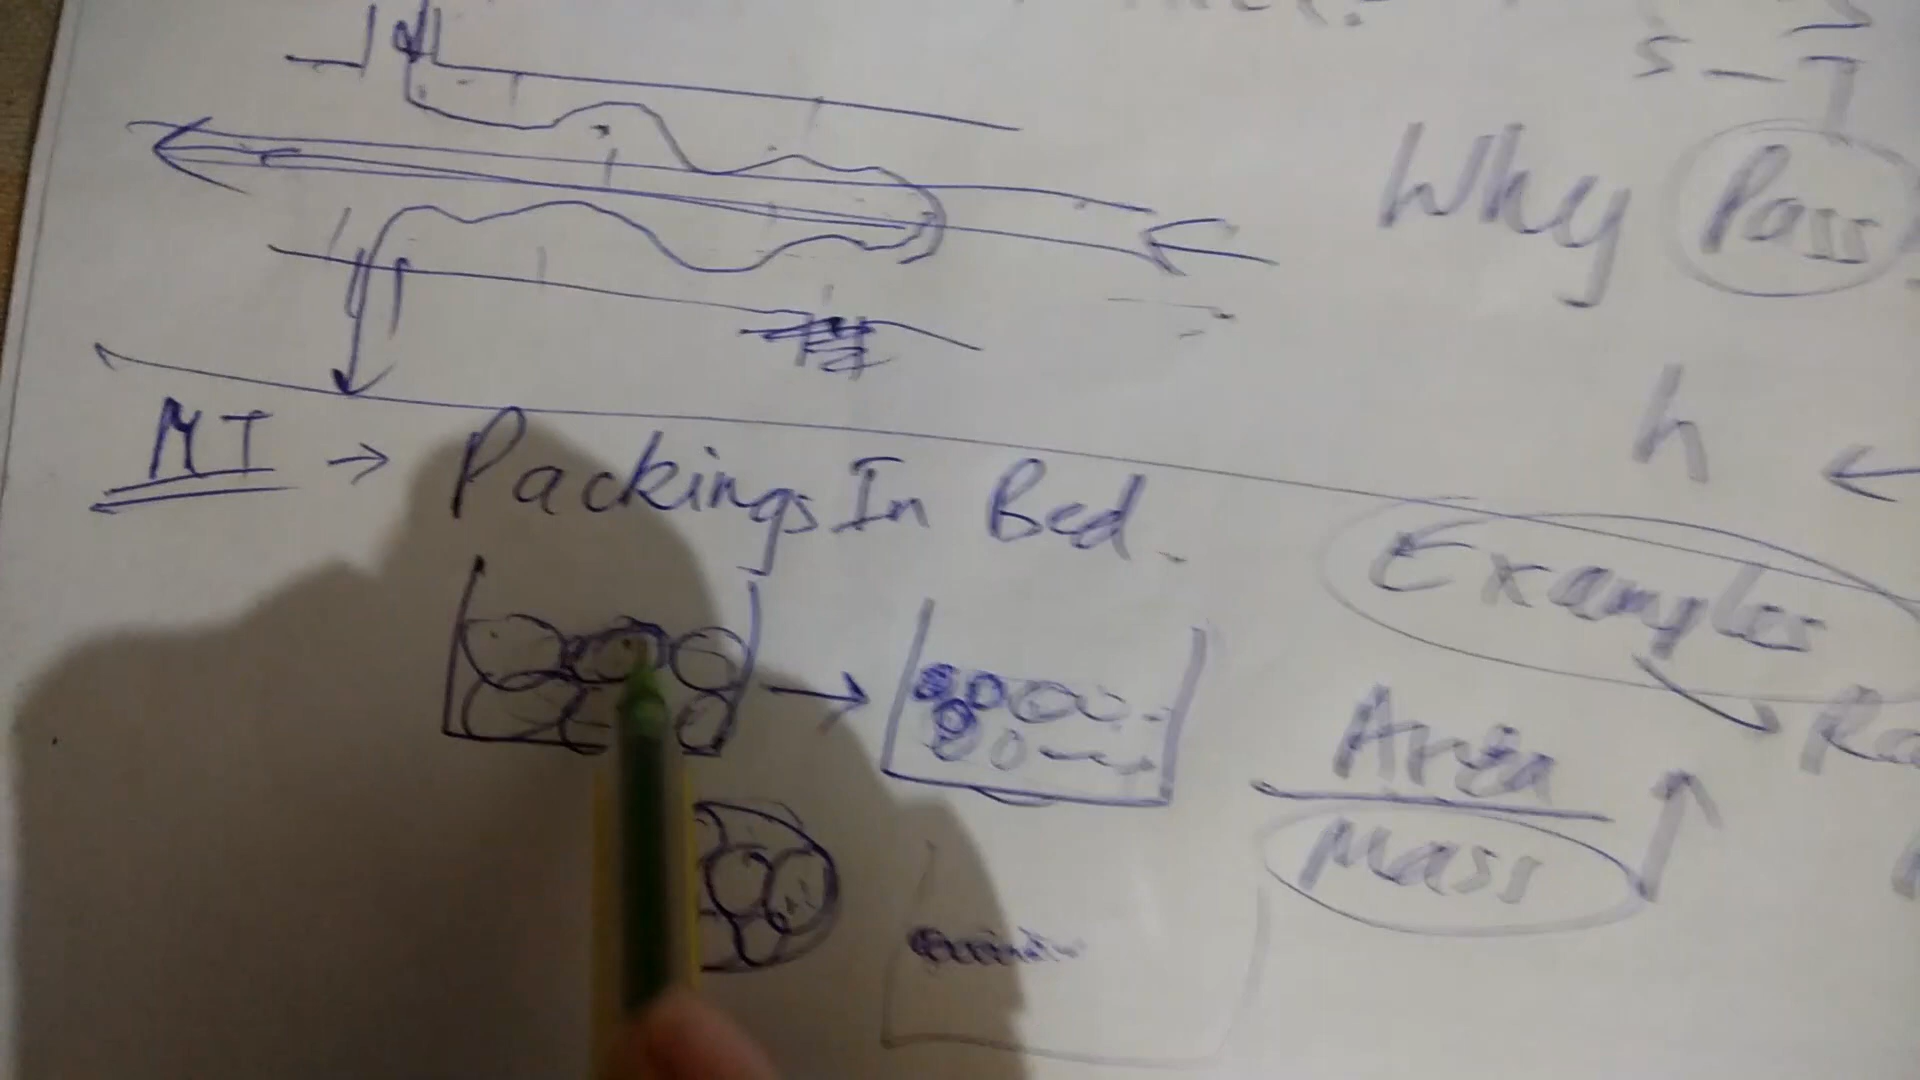 S - T
Why Pass
h ←
MT → Packings In Bed.
Examples
Area
Mass